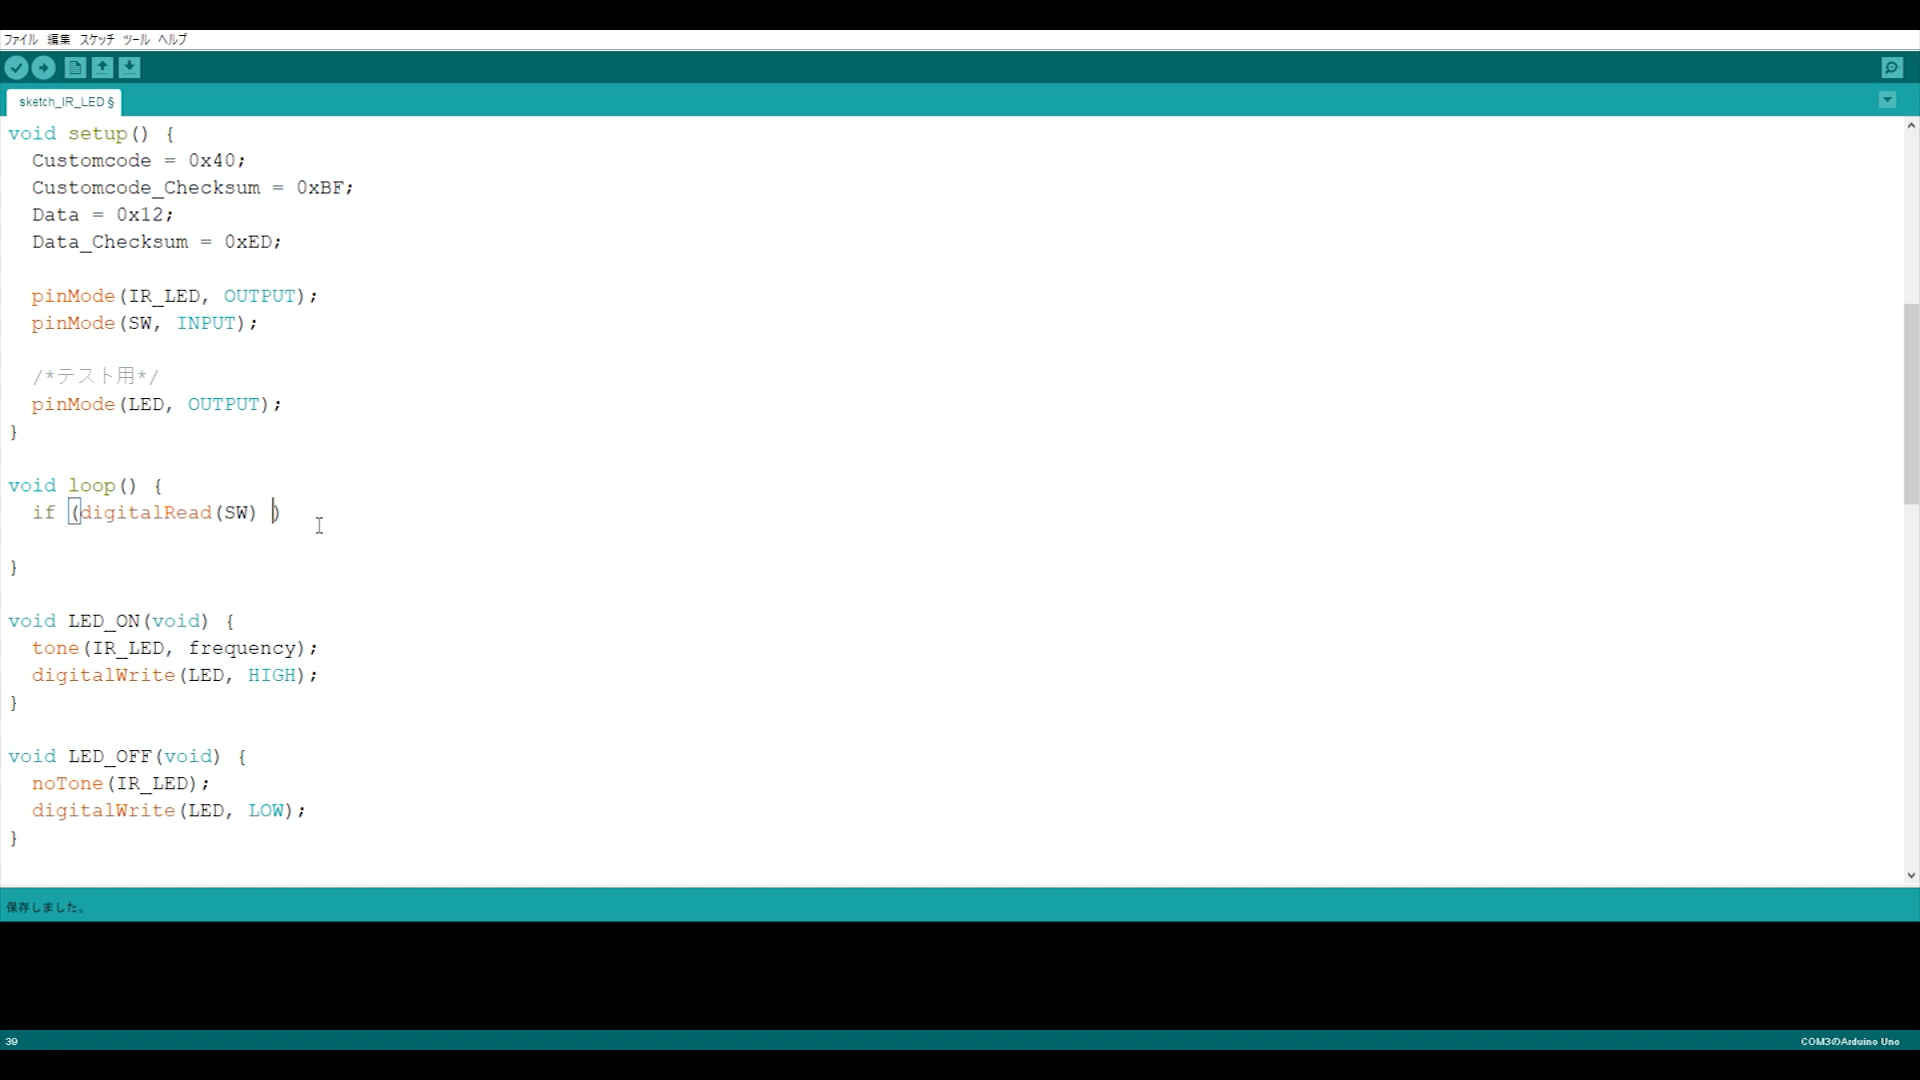 ファイル 編集 スケッチ ツール ヘルプ
sketch_IR_LED §
void setup() {
Customcode = 0x40;
Customcode_Checksum = 0xBF;
Data = 0x12;
Data_Checksum = 0xED;
pinMode(IR_LED, OUTPUT);
pinMode(SW, INPUT);
/*テスト用*/
pinMode(LED, OUTPUT);
}
void loop() {
if (digitalRead(SW) )
}
void LED_ON(void) {
tone(IR_LED, frequency);
digitalWrite(LED, HIGH);
}
void LED_OFF(void) {
noTone(IR_LED);
digitalWrite(LED, LOW);
}
保存しました。
39
COM3のArduino Uno